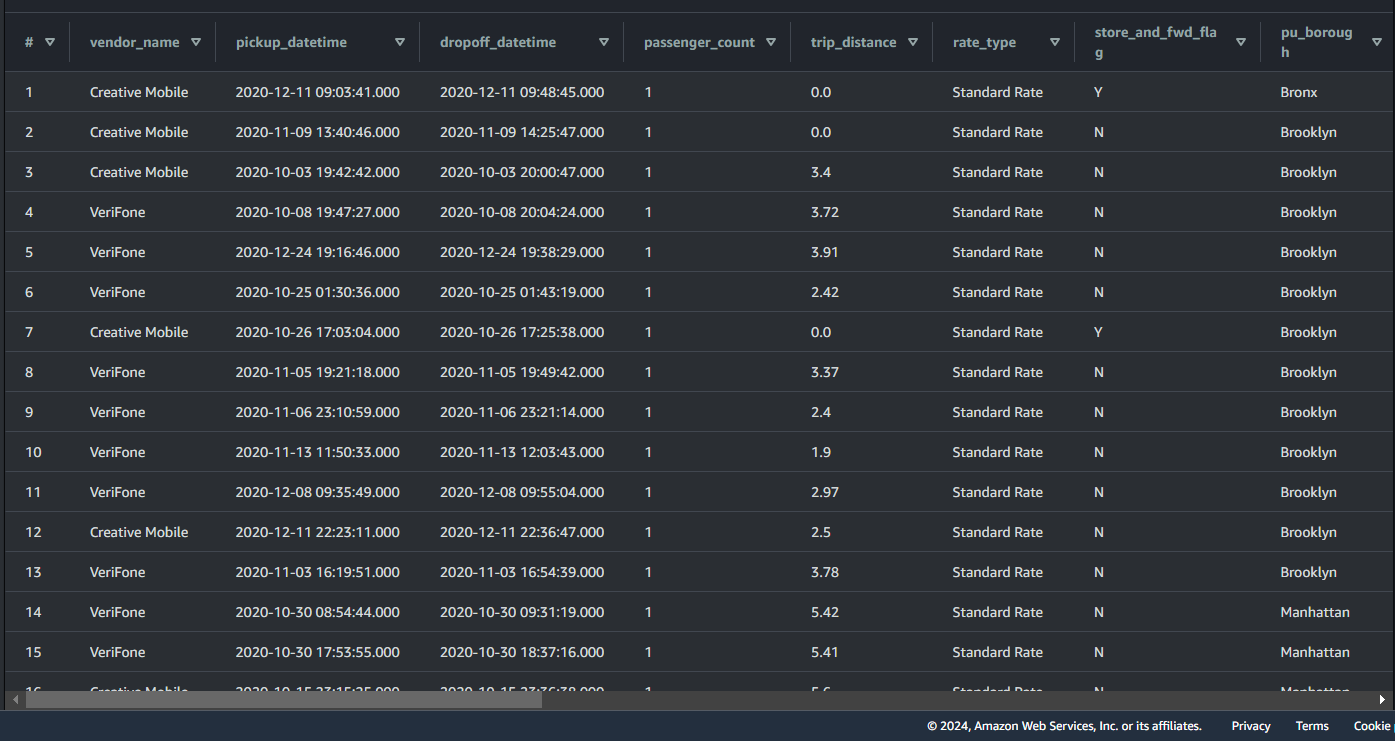 # vendor_name pickup_datetime dropoff_datetime passenger_count trip_distance rate_type store_and_fwd_flag pu_borough
1 Creative Mobile 2020-12-11 09:03:41.000 2020-12-11 09:48:45.000 1 0.0 Standard Rate Y Bronx
2 Creative Mobile 2020-11-09 13:40:46.000 2020-11-09 14:25:47.000 1 0.0 Standard Rate N Brooklyn
3 Creative Mobile 2020-10-03 19:42:42.000 2020-10-03 20:00:47.000 1 3.4 Standard Rate N Brooklyn
4 VeriFone 2020-10-08 19:47:27.000 2020-10-08 20:04:24.000 1 3.72 Standard Rate N Brooklyn
5 VeriFone 2020-12-24 19:16:46.000 2020-12-24 19:38:29.000 1 3.91 Standard Rate N Brooklyn
6 VeriFone 2020-10-25 01:30:36.000 2020-10-25 01:43:19.000 1 2.42 Standard Rate N Brooklyn
7 Creative Mobile 2020-10-26 17:03:04.000 2020-10-26 17:25:38.000 1 0.0 Standard Rate Y Brooklyn
8 VeriFone 2020-11-05 19:21:18.000 2020-11-05 19:49:42.000 1 3.37 Standard Rate N Brooklyn
9 VeriFone 2020-11-06 23:10:59.000 2020-11-06 23:21:14.000 1 2.4 Standard Rate N Brooklyn
10 VeriFone 2020-11-13 11:50:33.000 2020-11-13 12:03:43.000 1 1.9 Standard Rate N Brooklyn
11 VeriFone 2020-12-08 09:35:49.000 2020-12-08 09:55:04.000 1 2.97 Standard Rate N Brooklyn
12 Creative Mobile 2020-12-11 22:23:11.000 2020-12-11 22:36:47.000 1 2.5 Standard Rate N Brooklyn
13 VeriFone 2020-11-03 16:19:51.000 2020-11-03 16:54:39.000 1 3.78 Standard Rate N Brooklyn
14 VeriFone 2020-10-30 08:54:44.000 2020-10-30 09:31:19.000 1 5.42 Standard Rate N Manhattan
15 VeriFone 2020-10-30 17:53:55.000 2020-10-30 18:37:16.000 1 5.41 Standard Rate N Manhattan
16 Creative Mobile 1 Standard Rate N Manhattan
© 2024, Amazon Web Services, Inc. or its affiliates. Privacy Terms Cookie